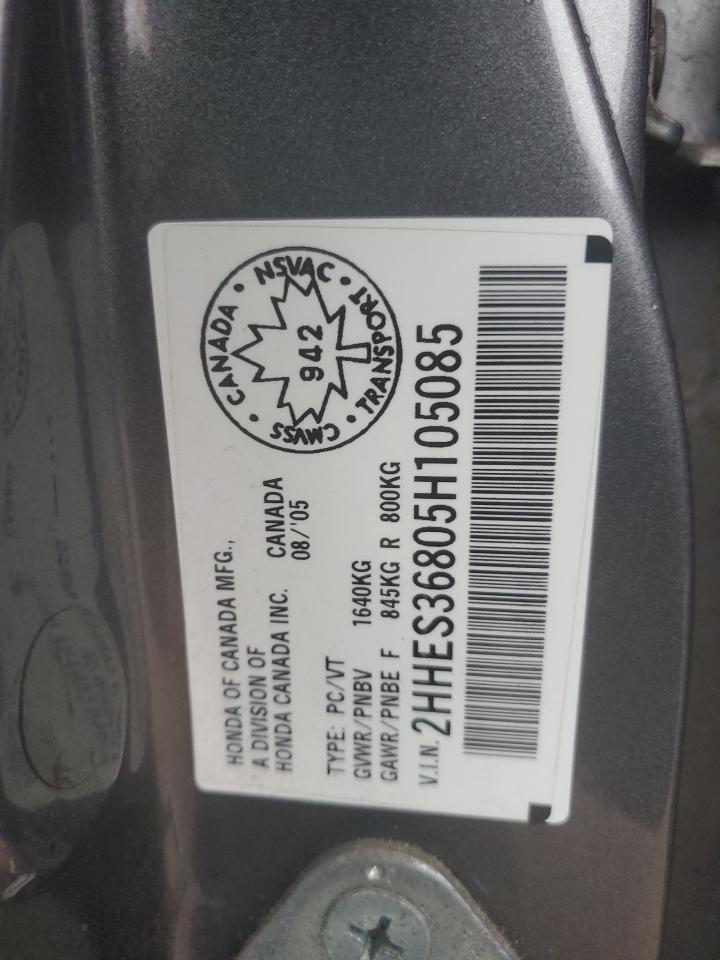 HONDA OF CANADA MFG.,
A DIVISION OF
HONDA CANADA INC. CANADA
08/'05
TYPE: PC/VT
GVWR/PNBV 1640KG
GAWR/PNBE F 845KG R 800KG
V.I.N. 2HHES36805H105085
CANADA • NSVAC • TRANSPORT • CMVSS •
942